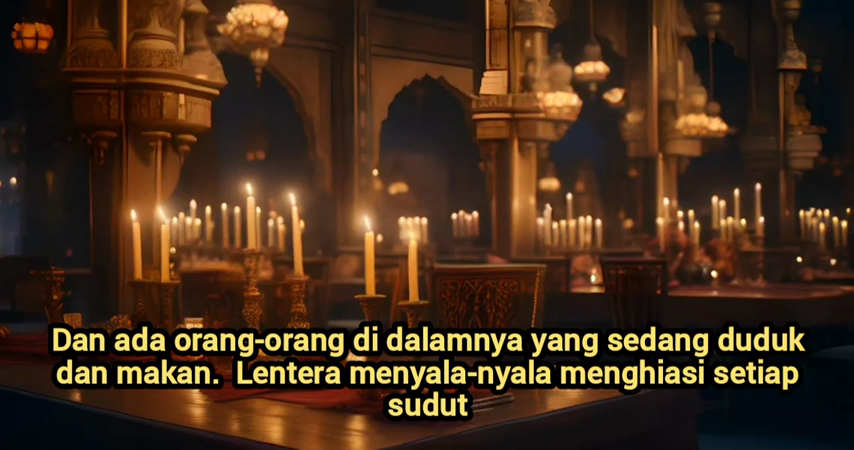 Dan ada orang-orang di dalamnya yang sedang duduk
dan makan.  Lentera menyala-nyala menghiasi setiap
sudut